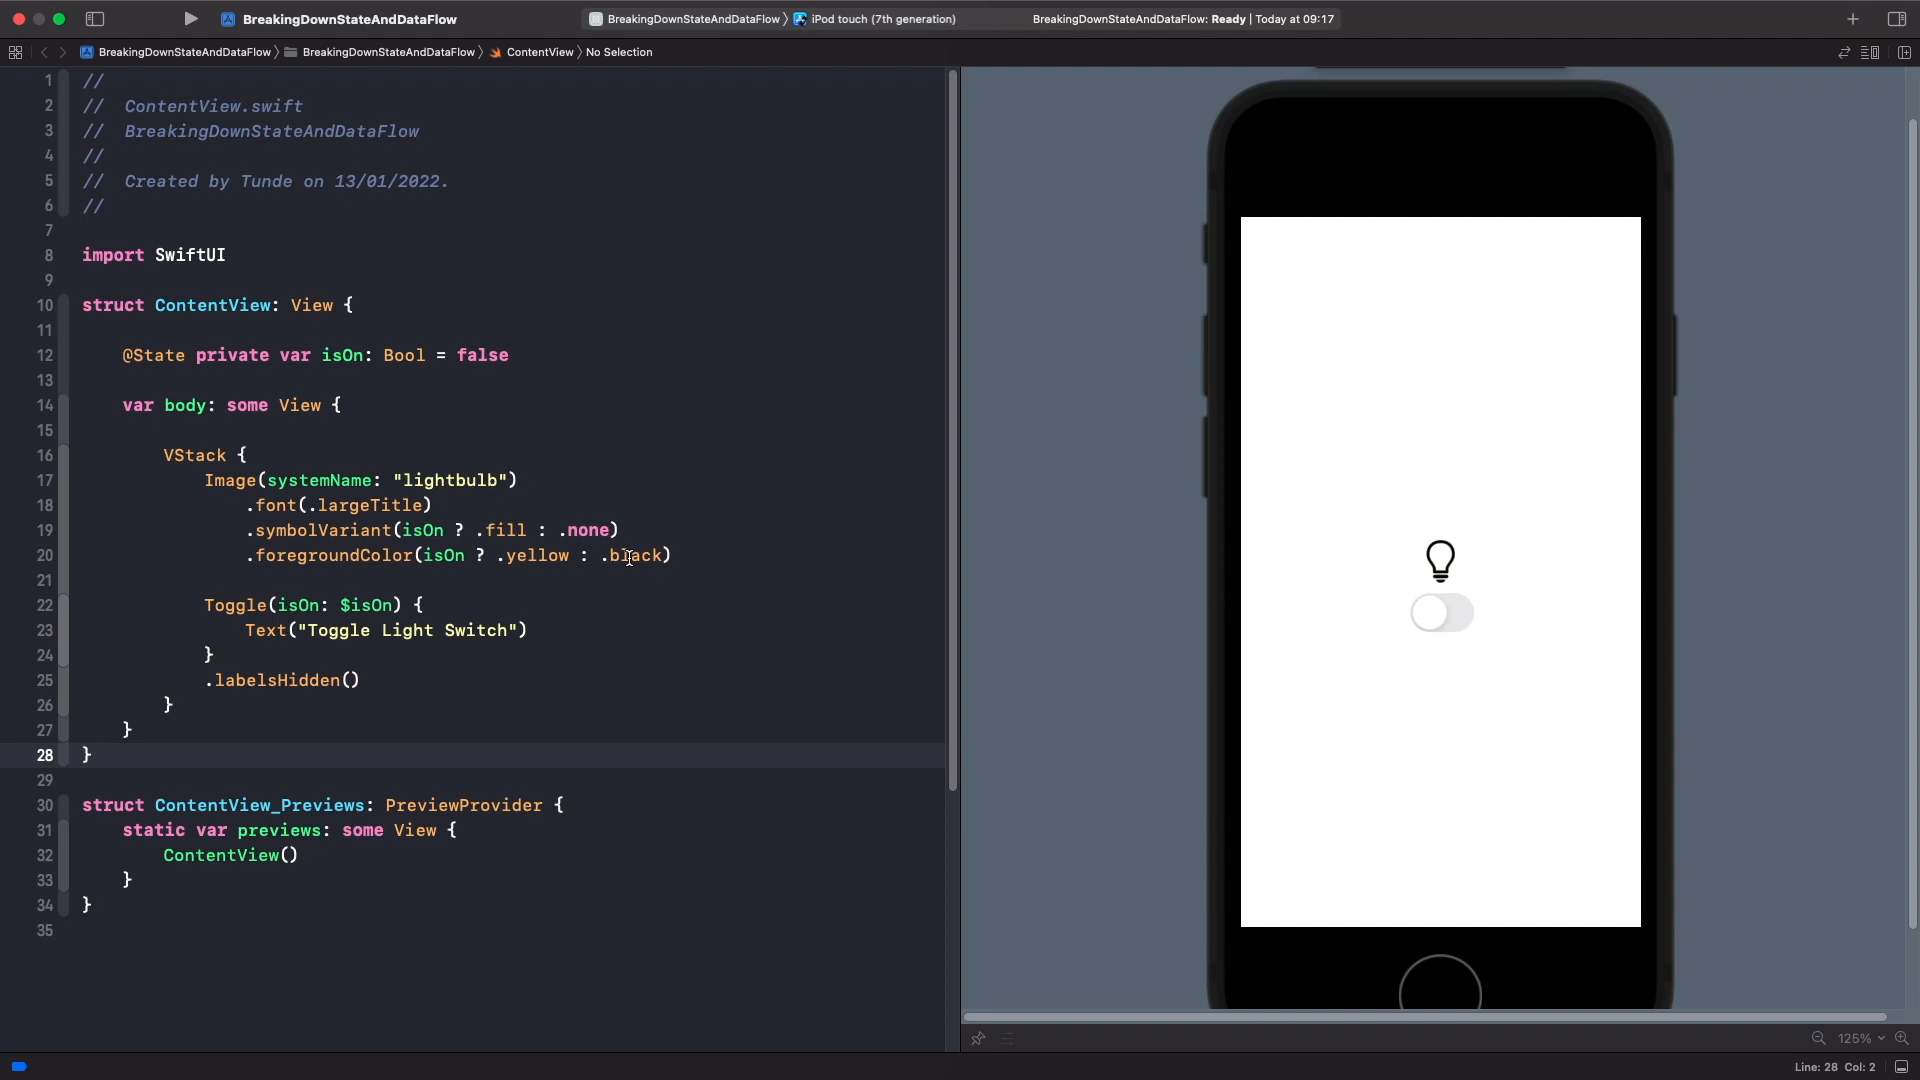 BreakingDownStateAndDataFlow
BreakingDownStateAndDataFlow 〉 iPod touch (7th generation)
BreakingDownStateAndDataFlow: Ready | Today at 09:17
BreakingDownStateAndDataFlow 〉 BreakingDownStateAndDataFlow 〉 ContentView 〉 No Selection
1 //
2 //  ContentView.swift
3 //  BreakingDownStateAndDataFlow
4 //
5 //  Created by Tunde on 13/01/2022.
6 //
7
8 import SwiftUI
9
10 struct ContentView: View {
11
12     @State private var isOn: Bool = false
13
14     var body: some View {
15
16         VStack {
17             Image(systemName: "lightbulb")
18                 .font(.largeTitle)
19                 .symbolVariant(isOn ? .fill : .none)
20                 .foregroundColor(isOn ? .yellow : .black)
21
22             Toggle(isOn: $isOn) {
23                 Text("Toggle Light Switch")
24             }
25             .labelsHidden()
26         }
27     }
28 }
29
30 struct ContentView_Previews: PreviewProvider {
31     static var previews: some View {
32         ContentView()
33     }
34 }
35
125%
Line: 28 Col: 2